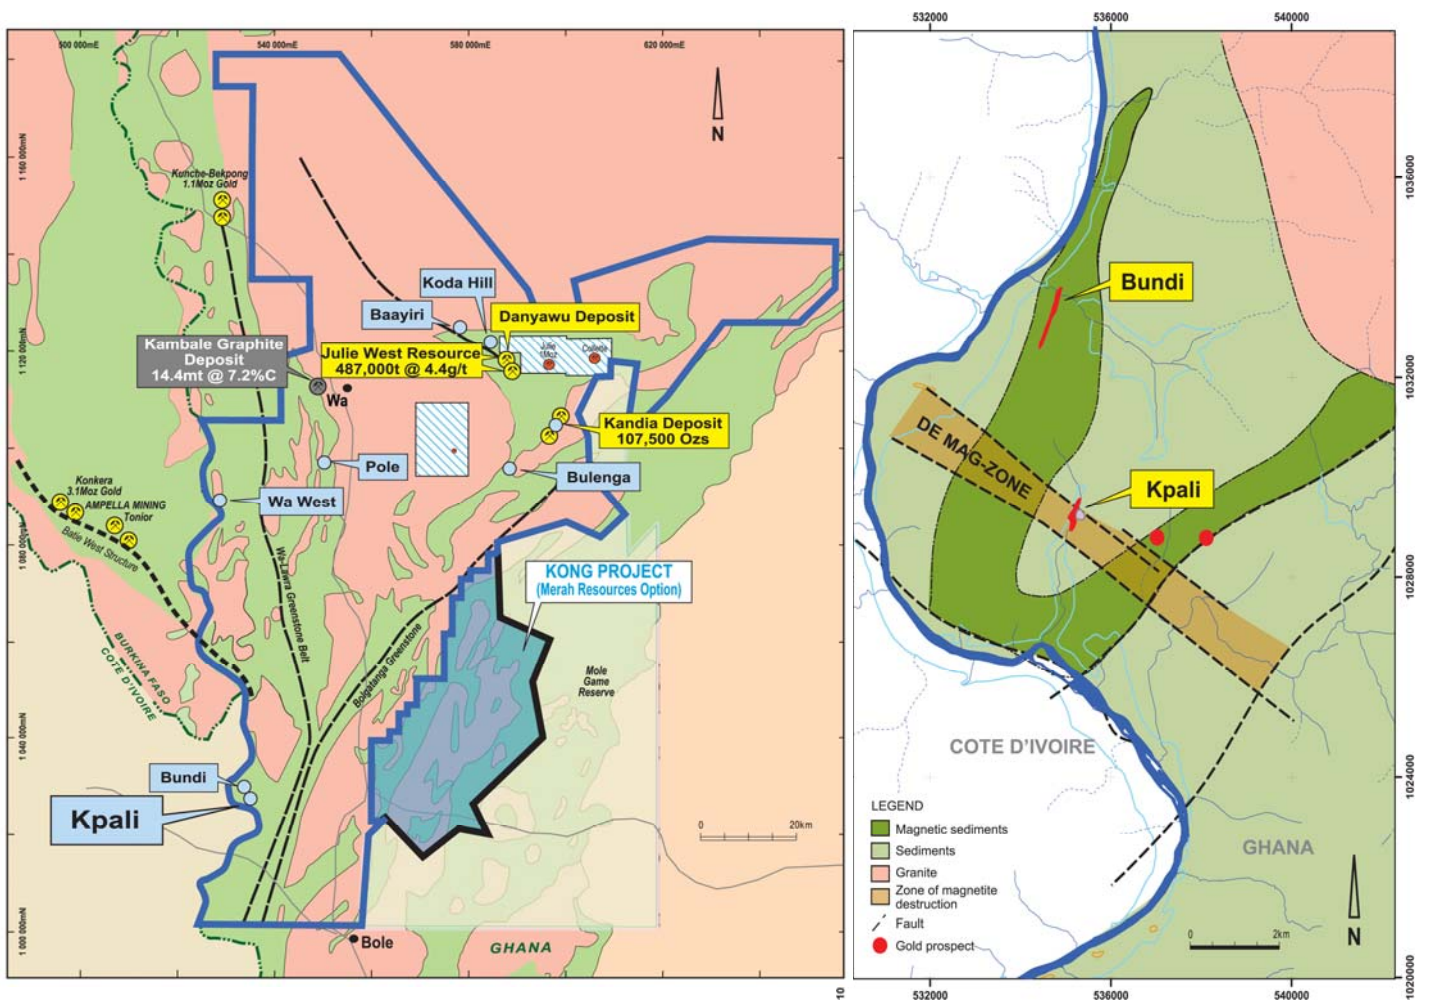 500 000mE
540 000mE
580 000mE
620 000mE
1 160 000mN
1 120 000mN
1 080 000mN
1 040 000mN
1 000 000mN
N
Kunche-Bekpong
1.1Moz Gold
Koda Hill
Baayiri
Danyawu Deposit
Kambale Graphite
Deposit
14.4mt @ 7.2%C
Julie West Resource
487,000t @ 4.4g/t
Julie
1Moz
Collette
Wa
Kandia Deposit
107,500 Ozs
Pole
Bulenga
Wa West
Konkera
3.1Moz Gold
AMPELLA MINING
Tonior
Batie West Structure
Wa-Lawra Greenstone Belt
Bolgatanga Greenstone
KONG PROJECT
(Merah Resources Option)
Mole
Game
Reserve
BURKINA FASO
COTE D'IVOIRE
Bundi
Kpali
0
20km
Bole
GHANA
10
532000
536000
540000
1036000
1032000
1028000
1024000
1020000
Bundi
DE MAG-ZONE
Kpali
COTE D'IVOIRE
GHANA
LEGEND
Magnetic sediments
Sediments
Granite
Zone of magnetite
destruction
Fault
Gold prospect
0
2km
N
532000
536000
540000